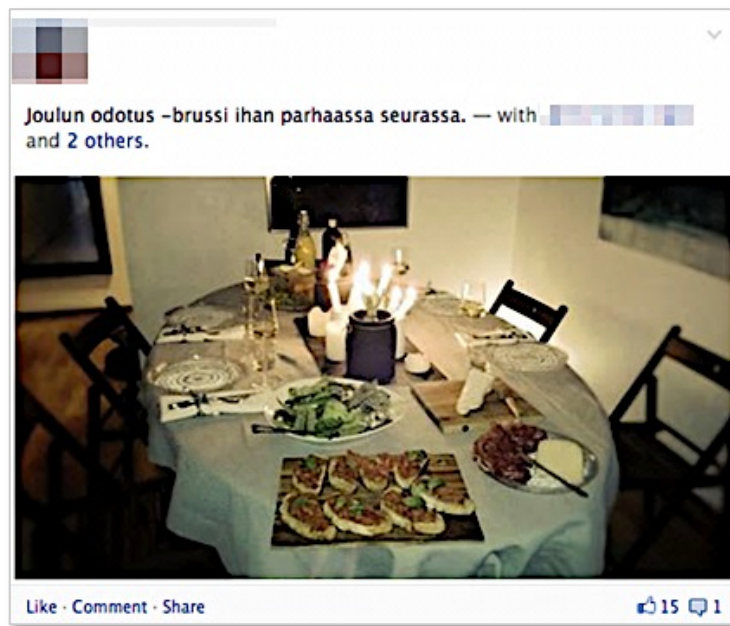 Joulun odotus -brussi ihan parhaassa seurassa. — with
and 2 others.
Like · Comment · Share 15 1